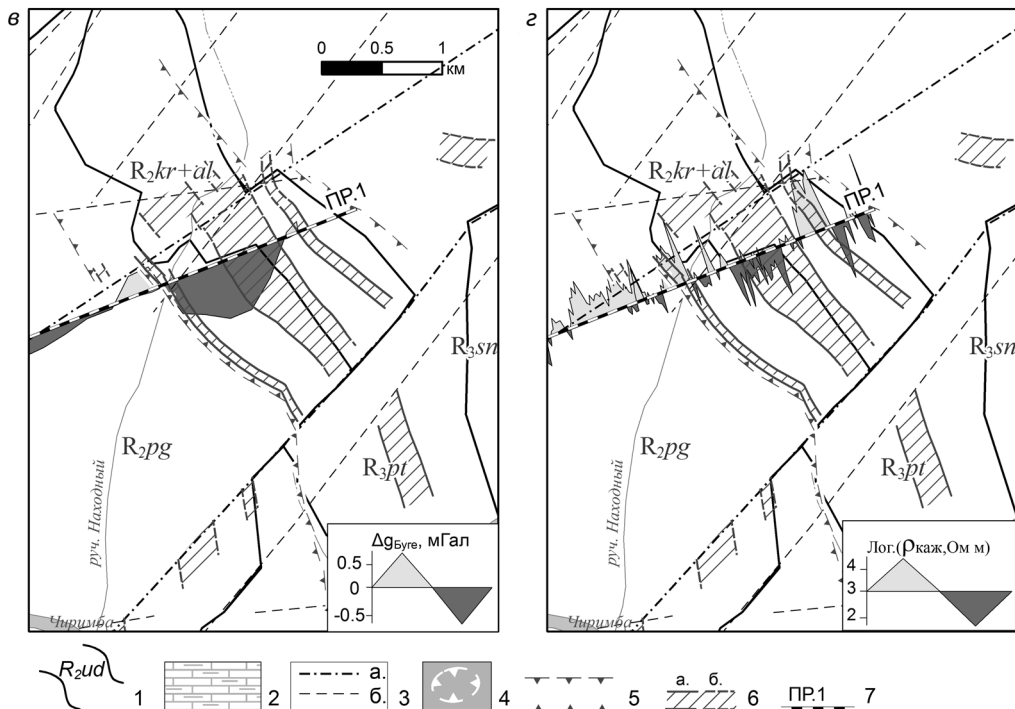 в
0 0.5 1
км
R₂kr+al
ПР.1
R₃sn
R₂pg
R₃pt
руч. Находный
Чиримба
Δgбуге, мГал
0.5
0
-0.5
г
R₂kr+al
ПР.1
R₃sn
R₂pg
R₃pt
руч. Находный
Чиримба
Лог.(ρкаж,Ом м)
4
3
2
R₂ud 1
2
а.
б. 3
4
5
а. б. 6
ПР.1 7